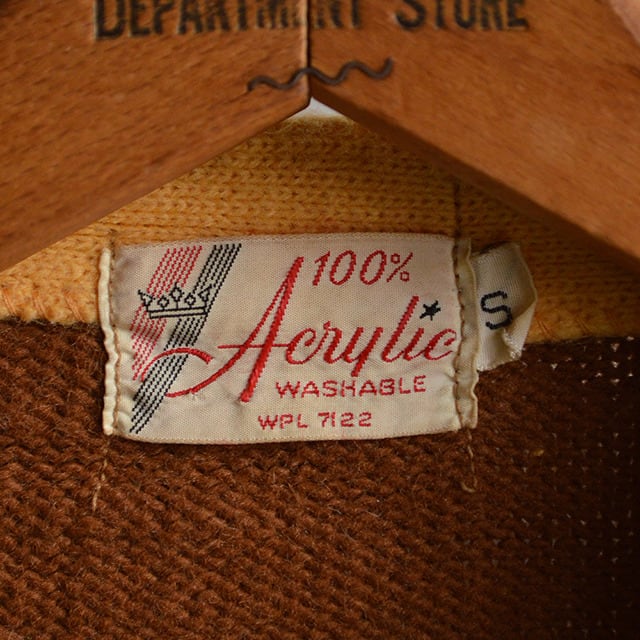 DEPARTMENT STORE
100%
Acrylic
WASHABLE
WPL 7122
S